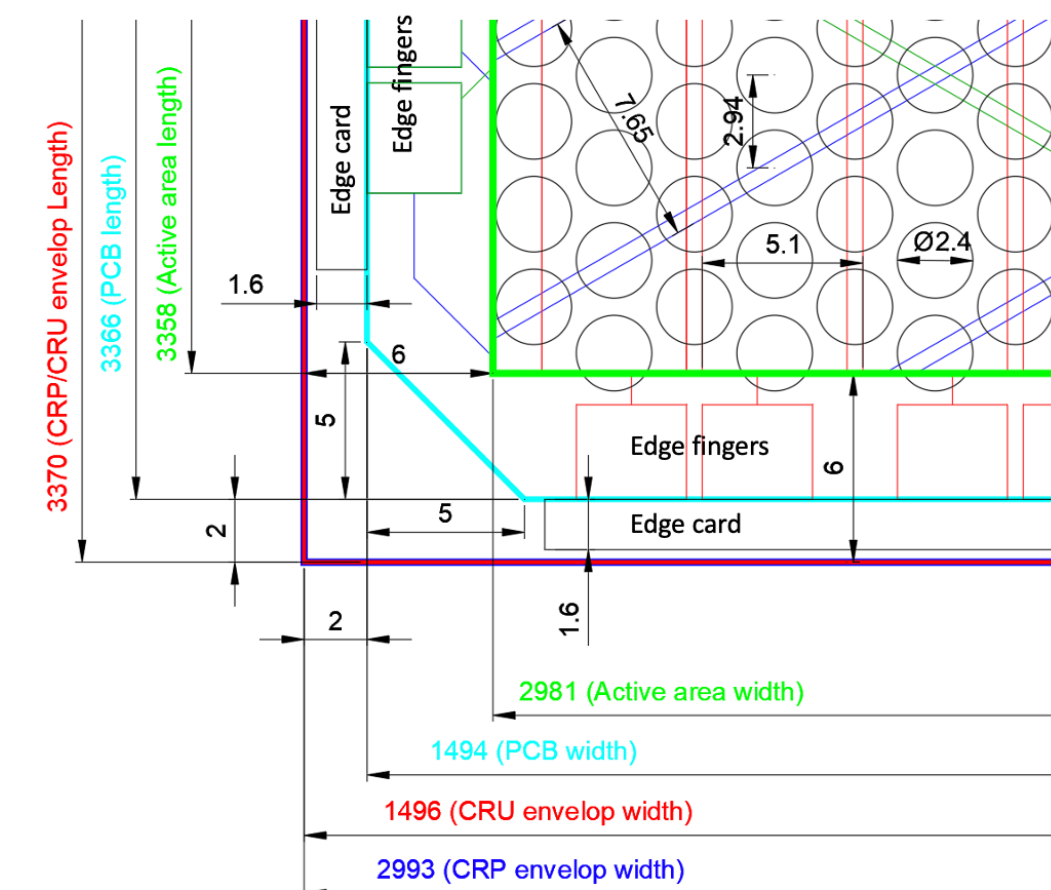 3370 (CRP/CRU envelop Length)
3366 (PCB length)
3358 (Active area length)
Edge card
Edge fingers
7.65
2.94
5.1
Ø2.4
1.6
6
5
Edge fingers
6
2
5
Edge card
1.6
2
2981 (Active area width)
1494 (PCB width)
1496 (CRU envelop width)
2993 (CRP envelop width)